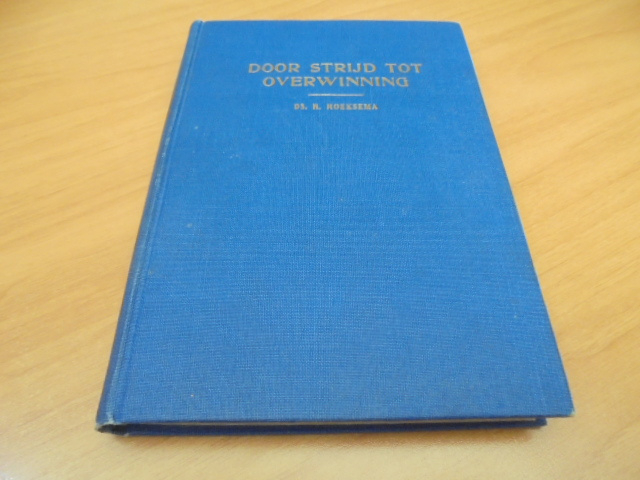 DOOR STRIJD TOT
OVERWINNING
DS. H. HOEKSEMA